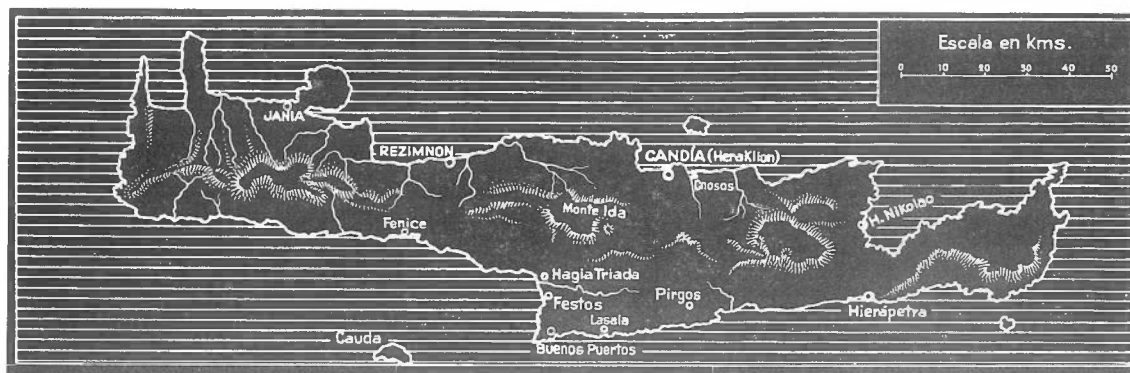 Escala en kms.
0 10 20 30 40 50
JANIA
REZIMNON
CANDÍA (Heraklion)
Cnosos
Monte Ida
H. Nikolao
Fenice
Hagia Triada
Festos
Pirgos
Lasala
Hierápetra
Buenos Puertos
Cauda